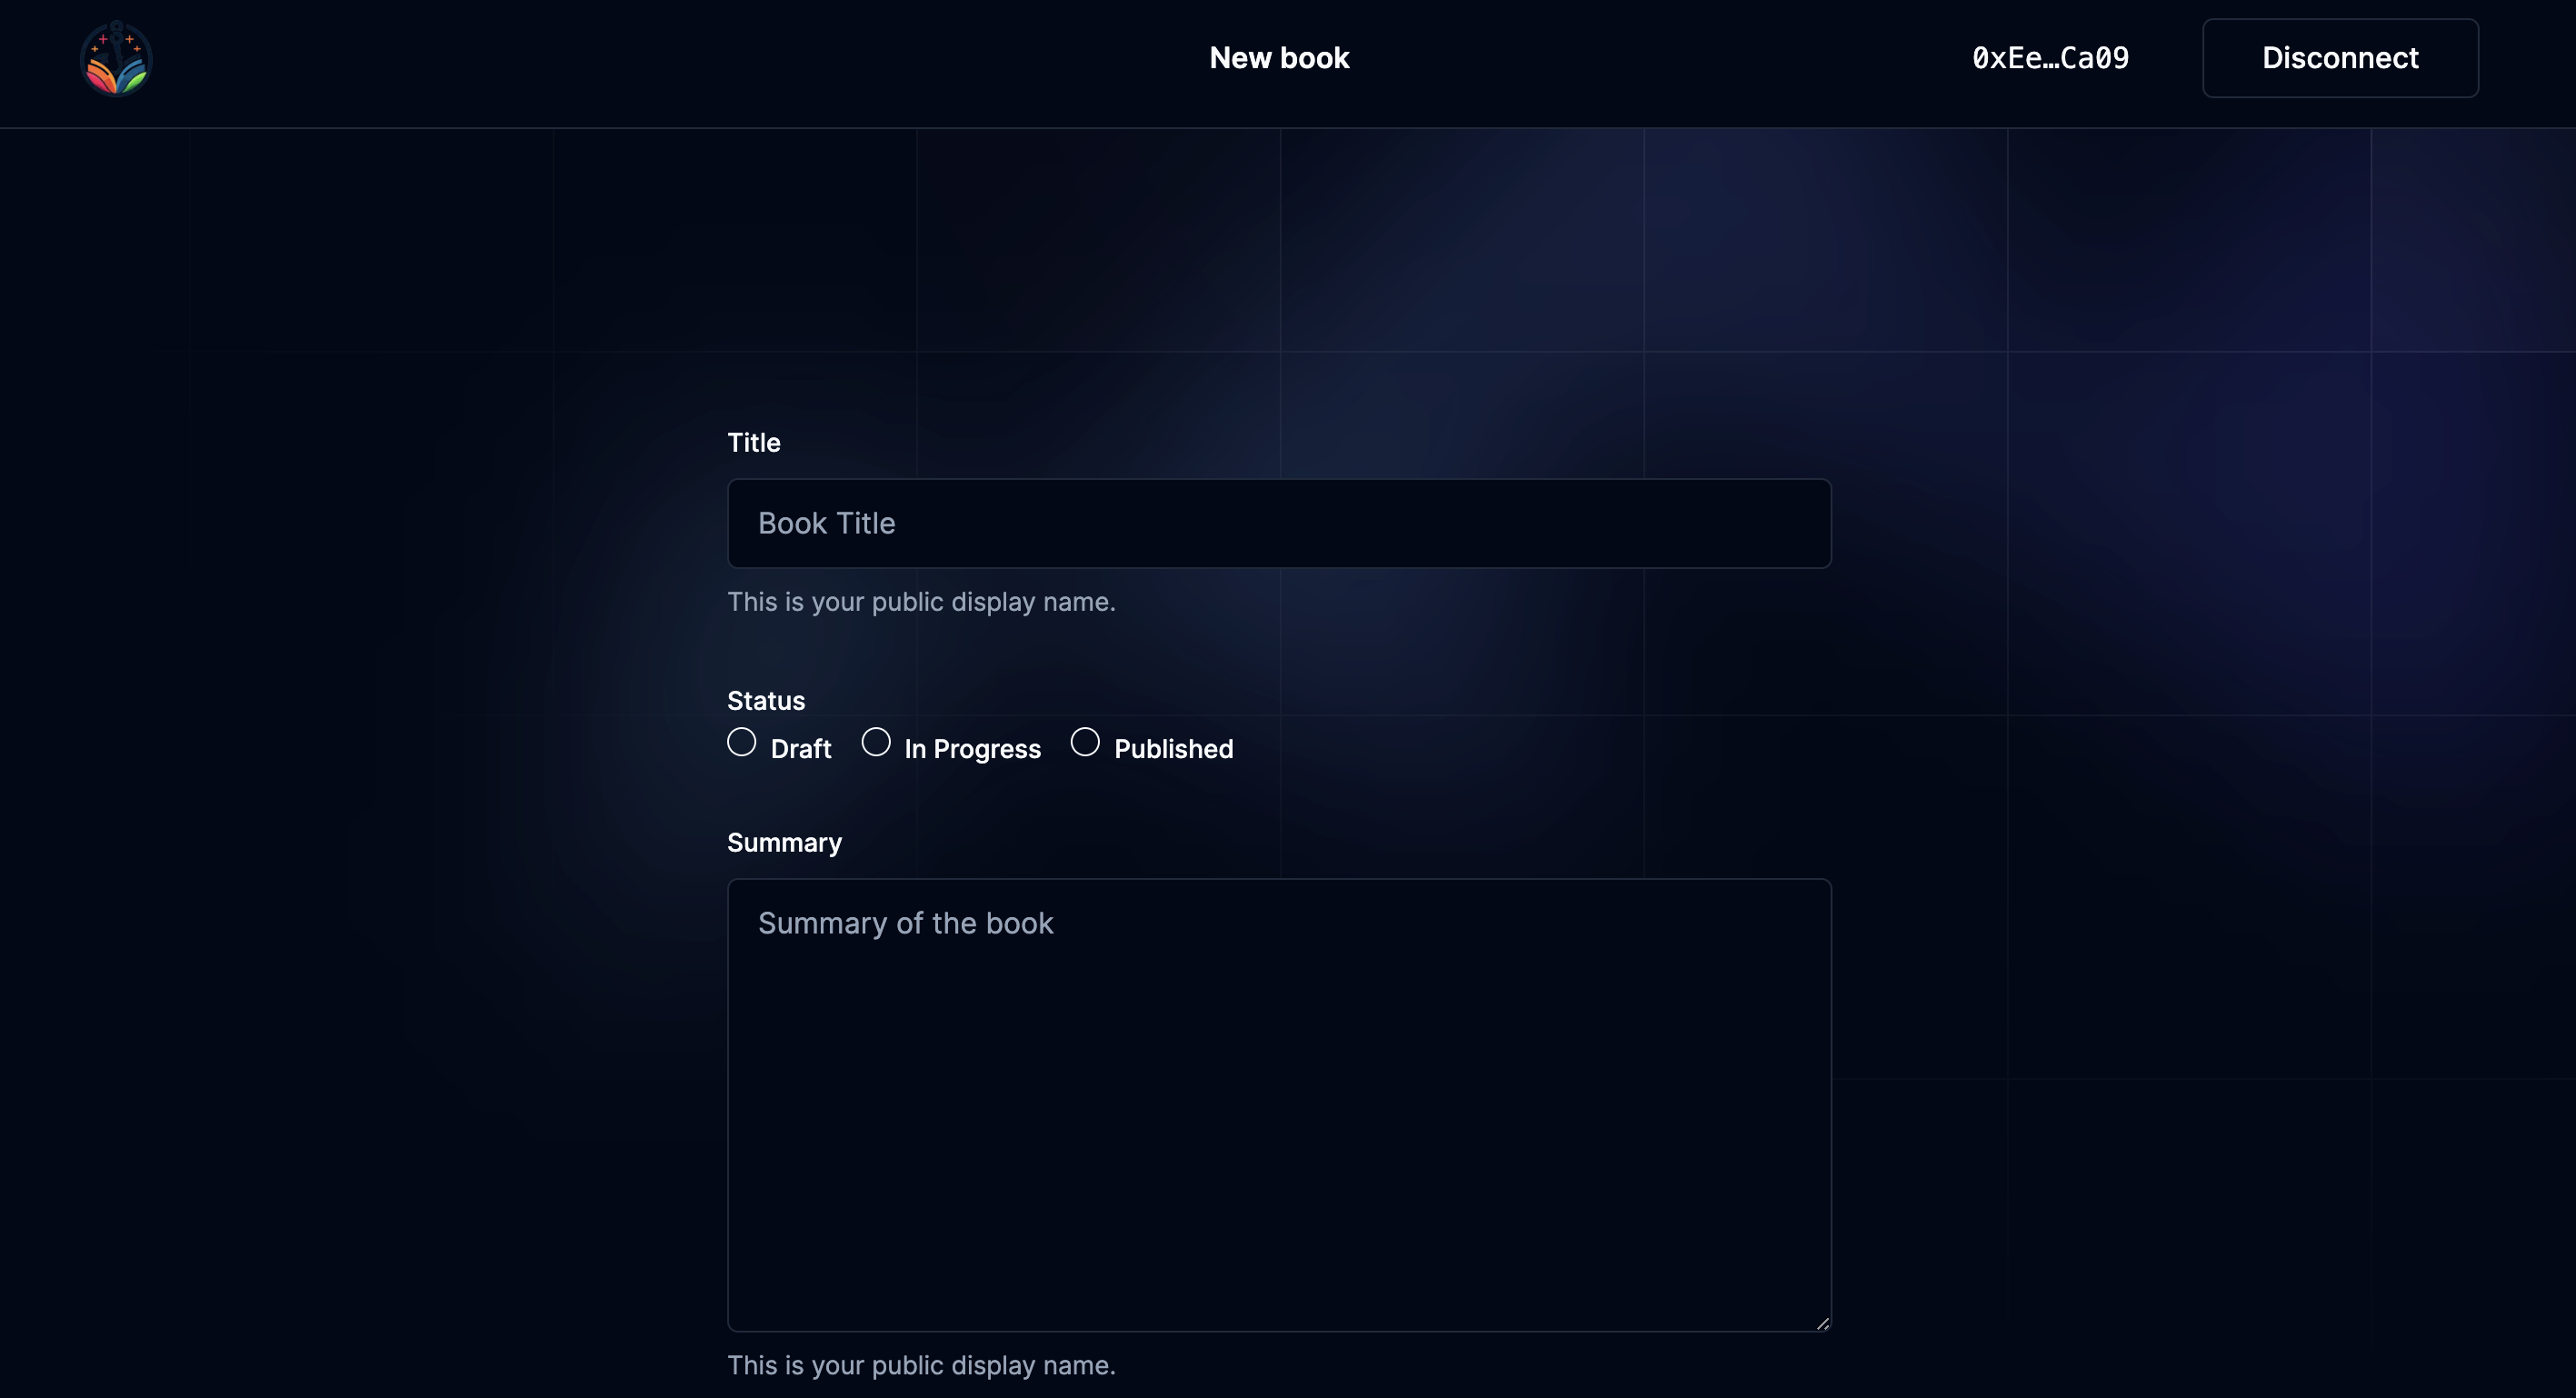 New book
0xEe…Ca09
Disconnect
Title
Book Title
This is your public display name.
Status
Draft In Progress Published
Summary
Summary of the book
This is your public display name.